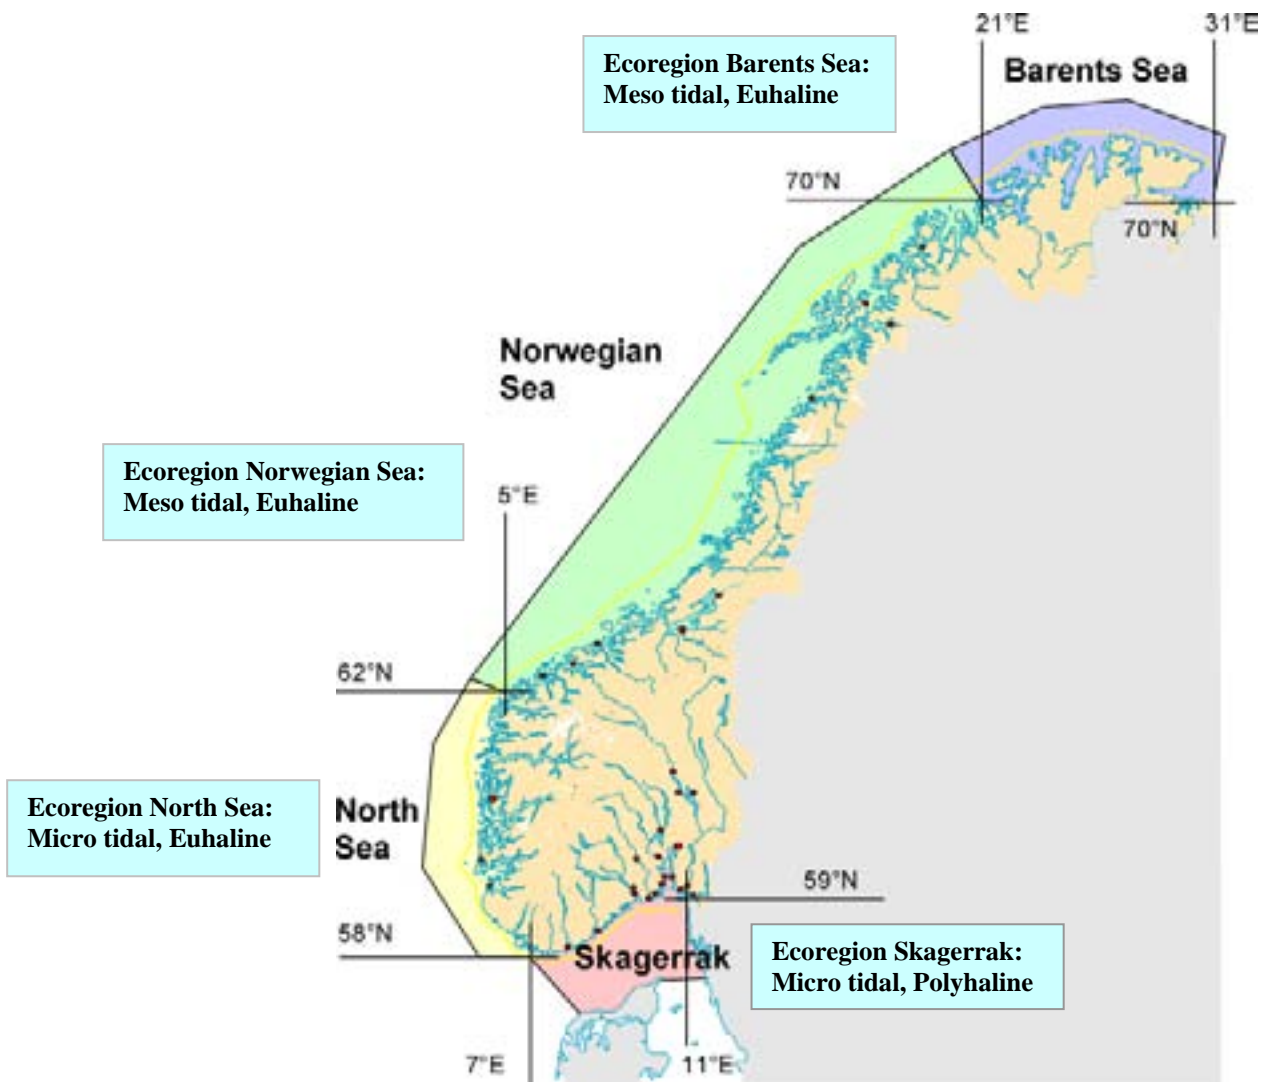 21°E
31°E
Ecoregion Barents Sea:
Meso tidal, Euhaline
Barents Sea
70°N
70°N
Norwegian
Sea
Ecoregion Norwegian Sea:
Meso tidal, Euhaline
5°E
62°N
Ecoregion North Sea:
Micro tidal, Euhaline
North
Sea
59°N
58°N
Skagerrak
Ecoregion Skagerrak:
Micro tidal, Polyhaline
7°E
11°E